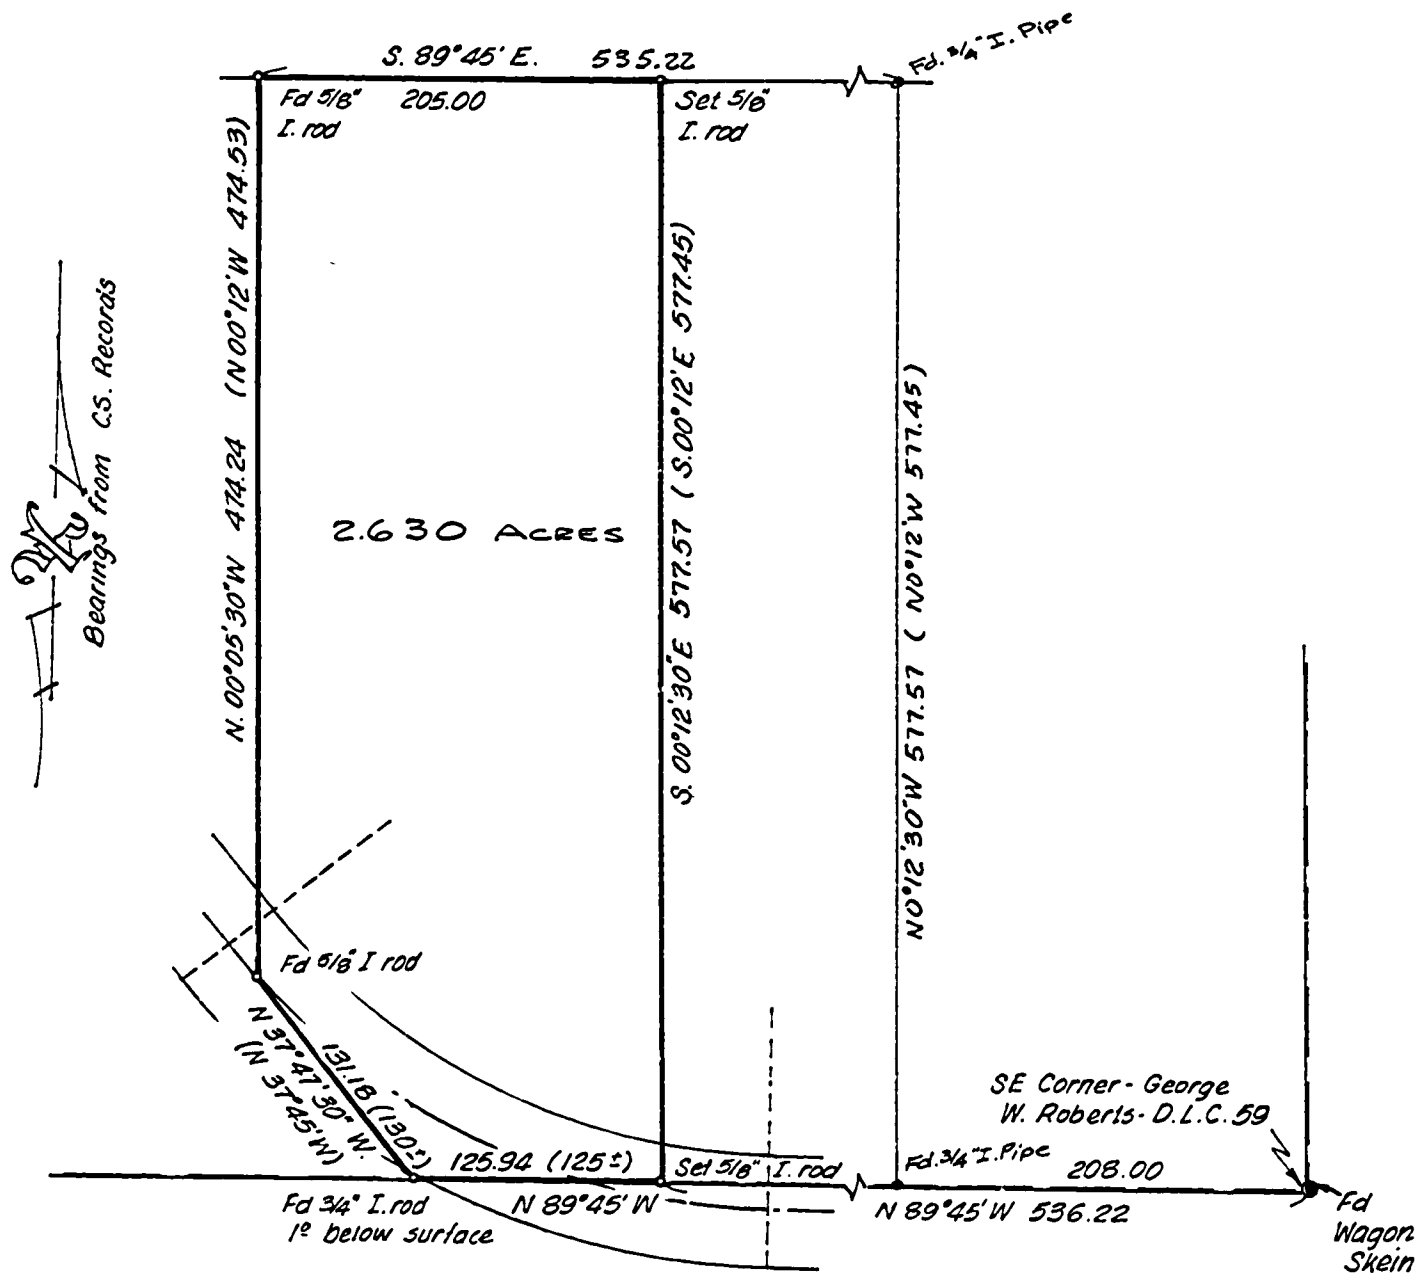 S. 89°45' E. 535.22
Fd. 3/4" I. Pipe
Fd 5/8" 205.00
I. rod
Set 5/8"
I. rod
N. 00°05'30"W 474.24 (N00°12'W 474.53)
S. 00°12'30"E 577.57 (S.00°12'E 577.45)
N0°12'30"W 577.57 (N0°12'W 577.45)
Bearings from C.S. Records
2.630 ACRES
Fd 5/8" I rod
N 37°47'30" W.
(N 37°45'W)
131.18 (130±)
SE Corner - George
W. Roberts - D.L.C. 59
125.94 (125±)
Set 5/8" I. rod
Fd. 3/4" I. Pipe
208.00
Fd 3/4" I. rod
1º below surface
N 89°45' W
N 89°45' W 536.22
Fd
Wagon
Skein